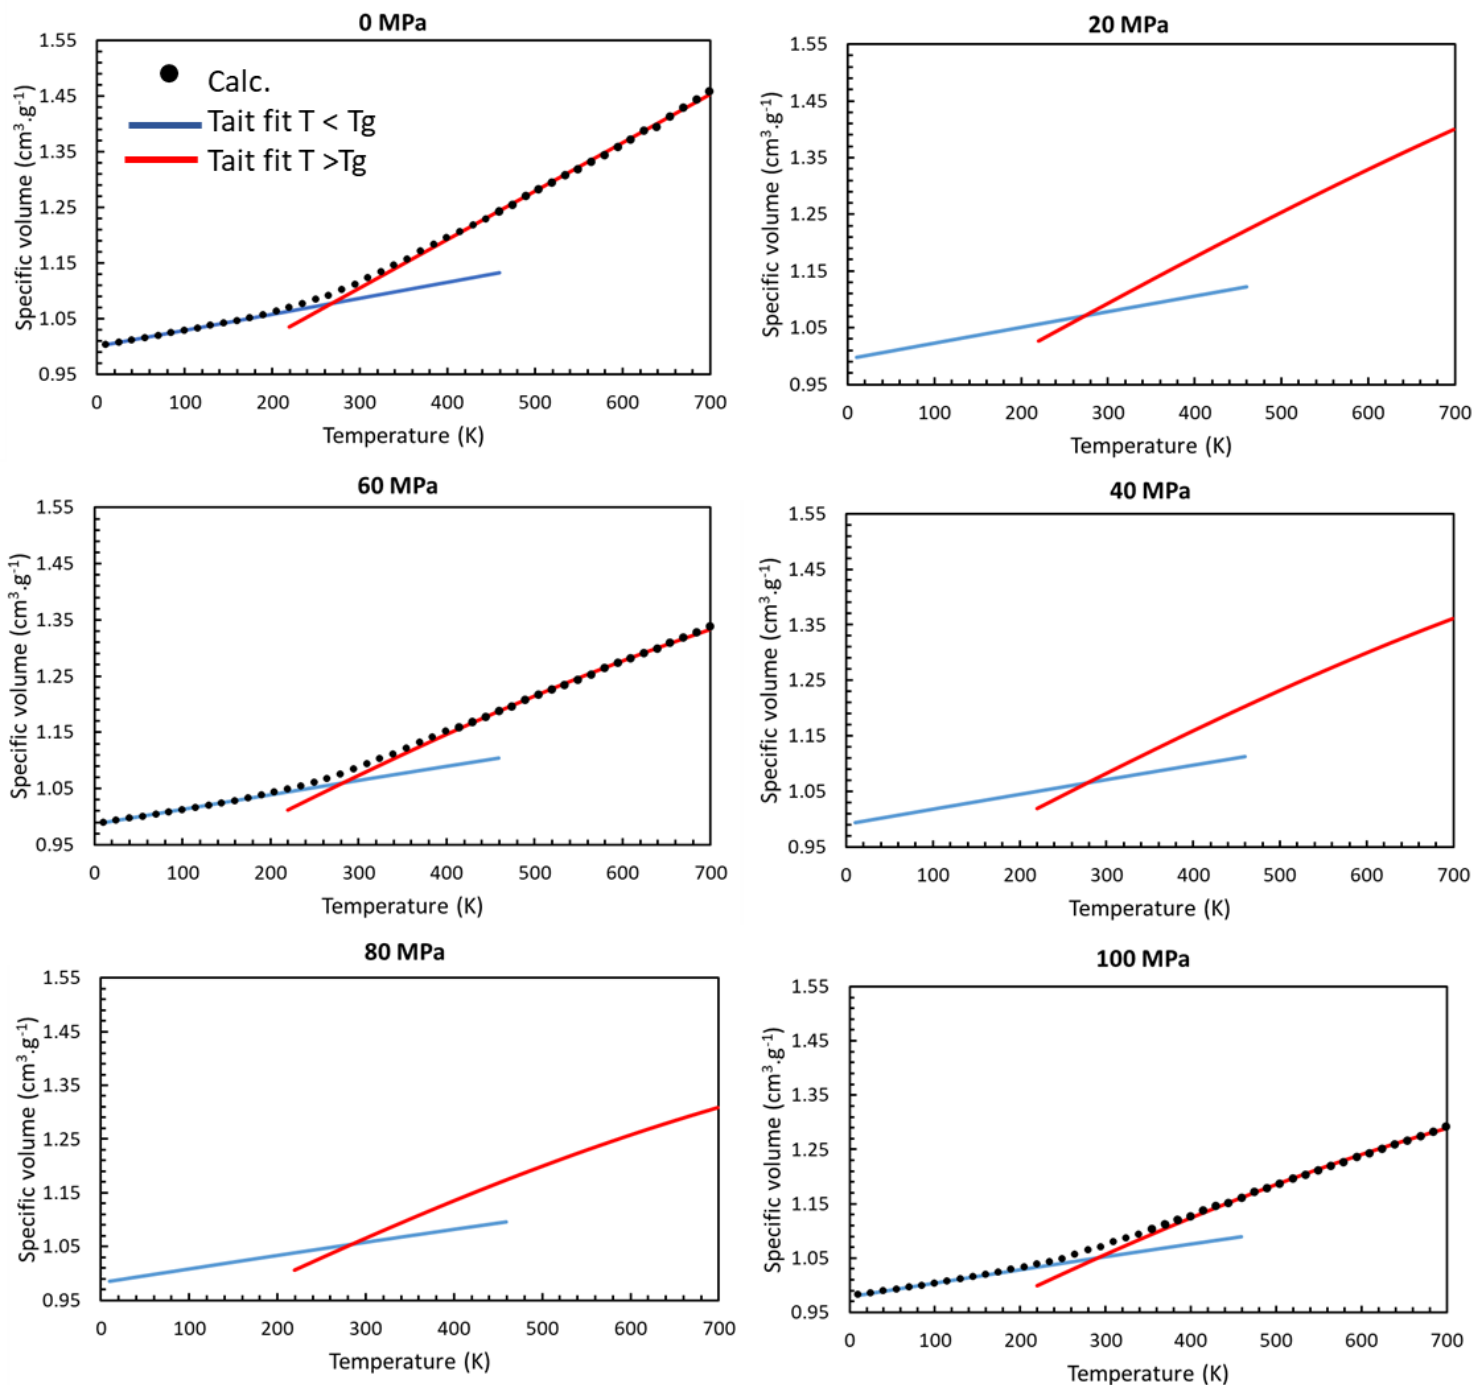 0 MPa
1.55
1.45
1.35
1.25
1.15
1.05
0.95
Specific volume (cm³.g⁻¹)
Calc.
Tait fit T < Tg
Tait fit T >Tg
0 100 200 300 400 500 600 700
Temperature (K)
20 MPa
1.55
1.45
1.35
1.25
1.15
1.05
0.95
Specific volume (cm³.g⁻¹)
0 100 200 300 400 500 600 700
Temperature (K)
60 MPa
1.55
1.45
1.35
1.25
1.15
1.05
0.95
Specific volume (cm³.g⁻¹)
0 100 200 300 400 500 600 700
Temperature (K)
40 MPa
1.55
1.45
1.35
1.25
1.15
1.05
0.95
Specific volume (cm³.g⁻¹)
0 100 200 300 400 500 600 700
Temperature (K)
80 MPa
1.55
1.45
1.35
1.25
1.15
1.05
0.95
Specific volume (cm³.g⁻¹)
0 100 200 300 400 500 600 700
Temperature (K)
100 MPa
1.55
1.45
1.35
1.25
1.15
1.05
0.95
Specific volume (cm³.g⁻¹)
0 100 200 300 400 500 600 700
Temperature (K)